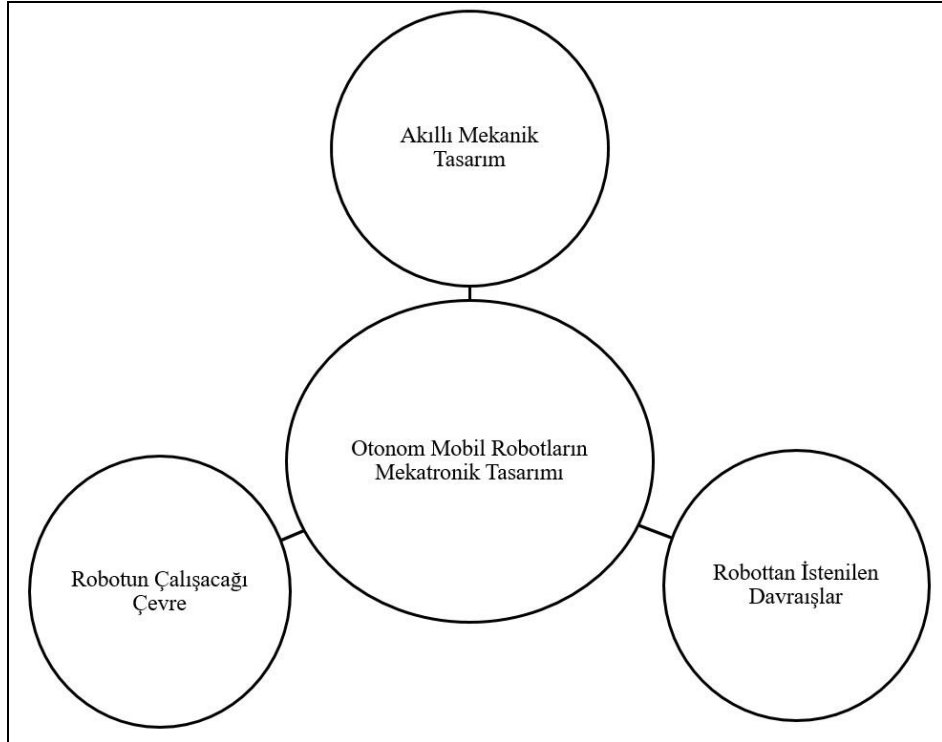 Akıllı Mekanik
Tasarım
Otonom Mobil Robotların
Mekatronik Tasarımı
Robotun Çalışacağı
Çevre
Robottan İstenilen
Davraışlar